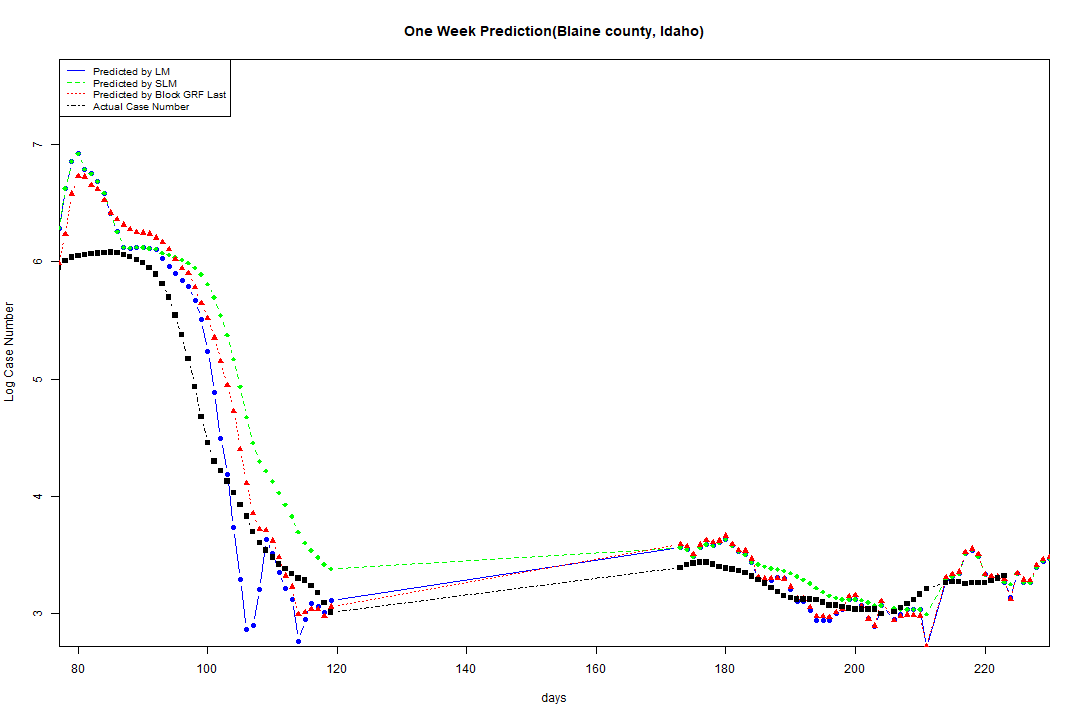 One Week Prediction(Blaine county, Idaho)
Predicted by LM
Predicted by SLM
Predicted by Block GRF Last
Actual Case Number
7
6
5
4
3
Log Case Number
80 100 120 140 160 180 200 220
days